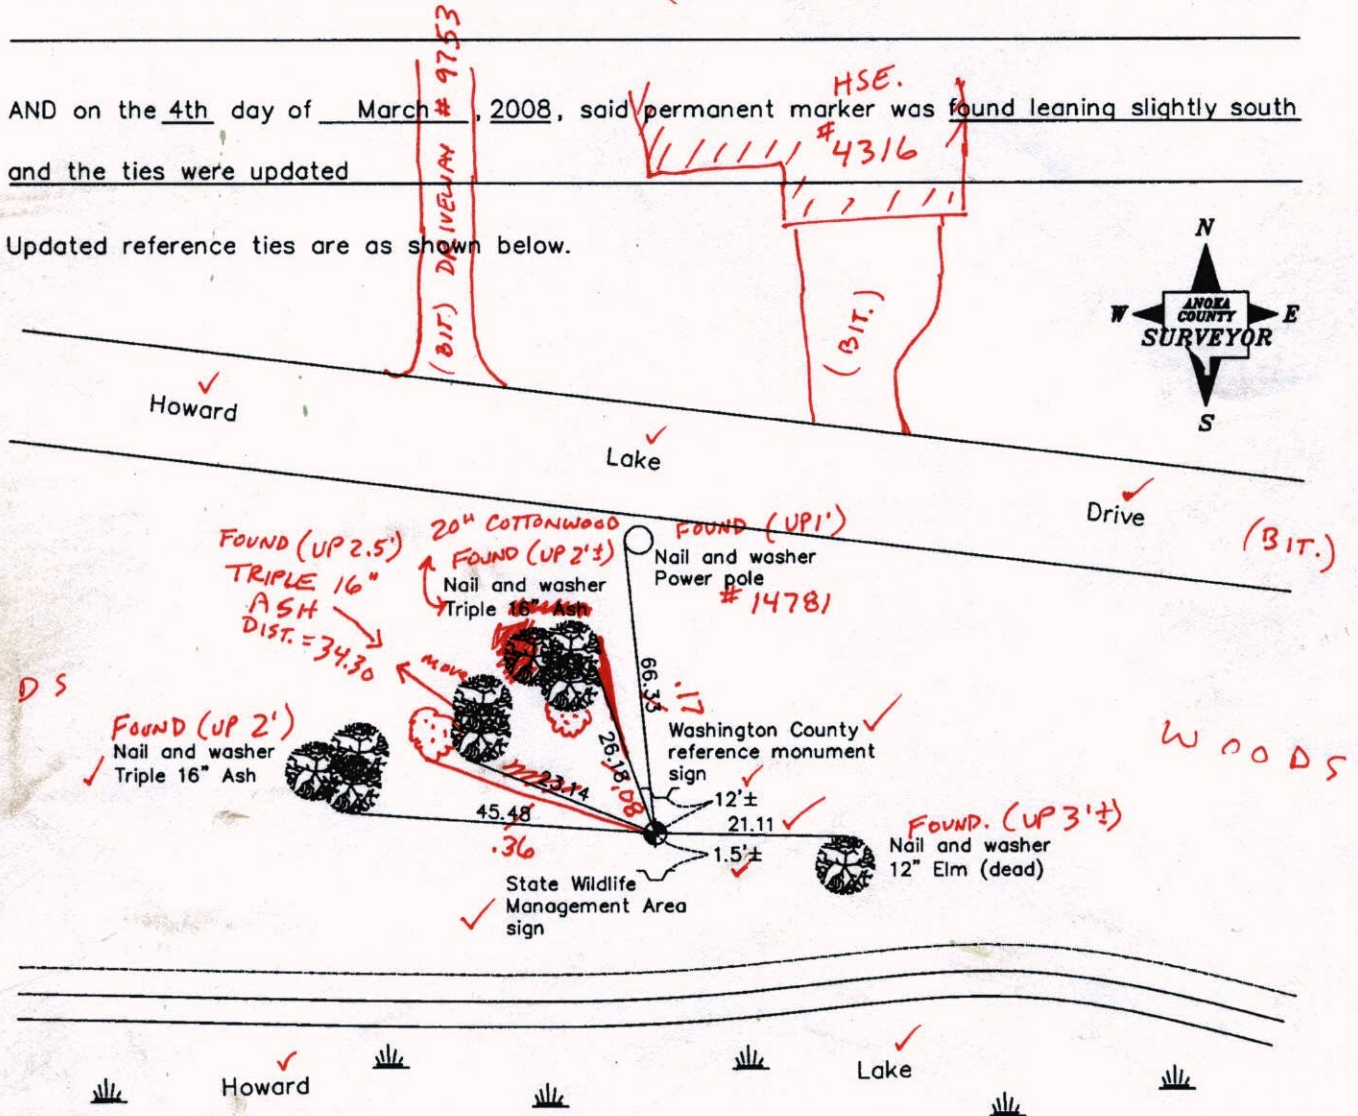 AND on the 4th day of March, 2008, said permanent marker was found leaning slightly south
and the ties were updated
Updated reference ties are as shown below.
(BIT.) DRIVEWAY # 9753
HSE.
# 4316
(BIT.)
N
W ANOKA COUNTY E
SURVEYOR
S
Howard
Lake
Drive
(BIT.)
FOUND (UP 2.5')
TRIPLE 16"
ASH
DIST. = 34.30
move
20" COTTONWOOD
FOUND (UP 2'±)
Nail and washer
Triple 16" Ash
FOUND (UP 1')
Nail and washer
Power pole
# 14781
66.33
.17
26.18
.08
23.14
45.48
.36
DS
FOUND (UP 2')
Nail and washer
Triple 16" Ash
Washington County
reference monument
sign
12'±
21.11
1.5'±
FOUND. (UP 3'±)
Nail and washer
12" Elm (dead)
WOODS
State Wildlife
Management Area
sign
Howard
Lake